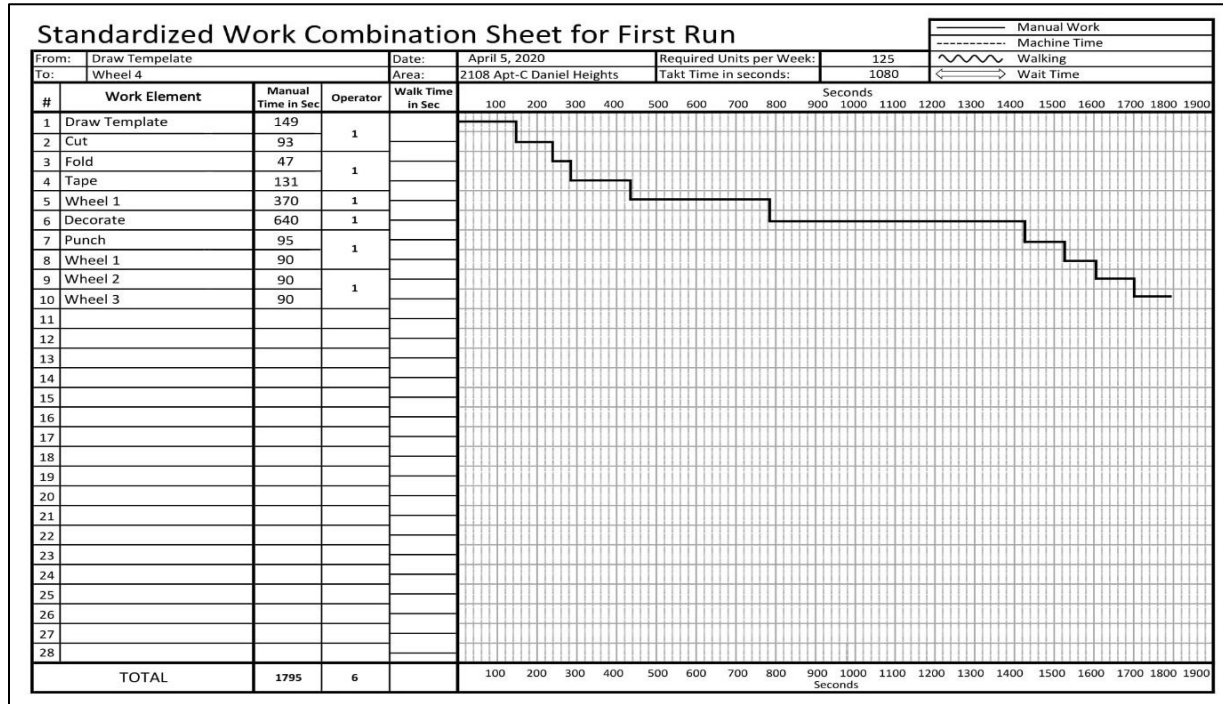 Standardized Work Combination Sheet for First Run
Manual Work
Machine Time
Walking
Wait Time
From: Draw Tempelate Date: April 5, 2020 Required Units per Week: 125
To: Wheel 4 Area: 2108 Apt-C Daniel Heights Takt Time in seconds: 1080
# Work Element Manual Time in Sec Operator Walk Time in Sec Seconds
100 200 300 400 500 600 700 800 900 1000 1100 1200 1300 1400 1500 1600 1700 1800 1900
1 Draw Template 149 1
2 Cut 93
3 Fold 47 1
4 Tape 131
5 Wheel 1 370 1
6 Decorate 640 1
7 Punch 95 1
8 Wheel 1 90
9 Wheel 2 90 1
10 Wheel 3 90
11
12
13
14
15
16
17
18
19
20
21
22
23
24
25
26
27
28
TOTAL 1795 6 100 200 300 400 500 600 700 800 900 1000 1100 1200 1300 1400 1500 1600 1700 1800 1900
Seconds